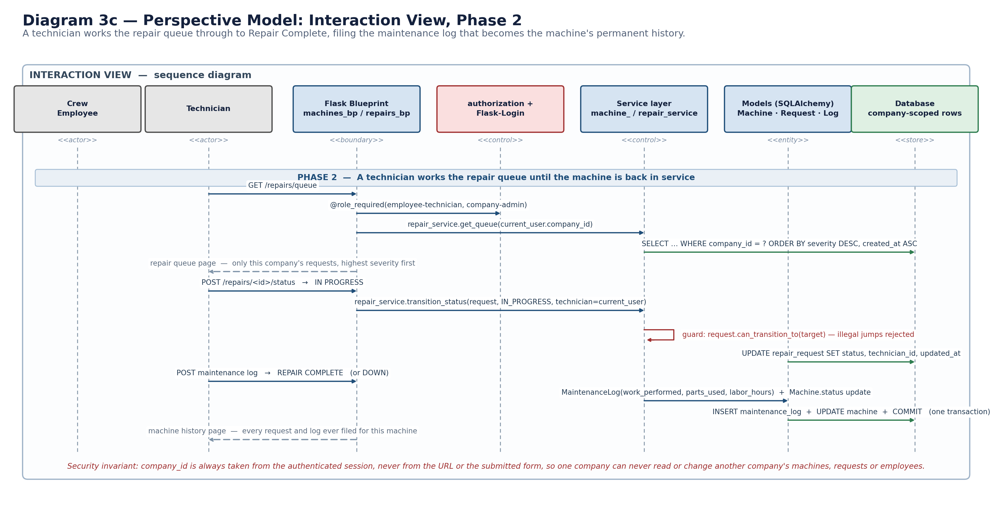 Diagram 3c — Perspective Model: Interaction View, Phase 2
A technician works the repair queue through to Repair Complete, filing the maintenance log that becomes the machine's permanent history.
INTERACTION VIEW — sequence diagram
Crew
Employee
Technician
Flask Blueprint
machines_bp / repairs_bp
authorization +
Flask-Login
Service layer
machine_ / repair_service
Models (SQLAlchemy)
Machine · Request · Log
Database
company-scoped rows
<<actor>>
<<actor>>
<<boundary>>
<<control>>
<<control>>
<<entity>>
<<store>>
PHASE 2 — A technician works the repair queue until the machine is back in service
GET /repairs/queue
@role_required(employee-technician, company-admin)
repair_service.get_queue(current_user.company_id)
SELECT … WHERE company_id = ? ORDER BY severity DESC, created_at ASC
repair queue page — only this company's requests, highest severity first
POST /repairs/<id>/status → IN PROGRESS
repair_service.transition_status(request, IN_PROGRESS, technician=current_user)
guard: request.can_transition_to(target) — illegal jumps rejected
UPDATE repair_request SET status, technician_id, updated_at
POST maintenance log → REPAIR COMPLETE (or DOWN)
MaintenanceLog(work_performed, parts_used, labor_hours) + Machine.status update
INSERT maintenance_log + UPDATE machine + COMMIT (one transaction)
machine history page — every request and log ever filed for this machine
Security invariant: company_id is always taken from the authenticated session, never from the URL or the submitted form, so one company can never read or change another company's machines, requests or employees.